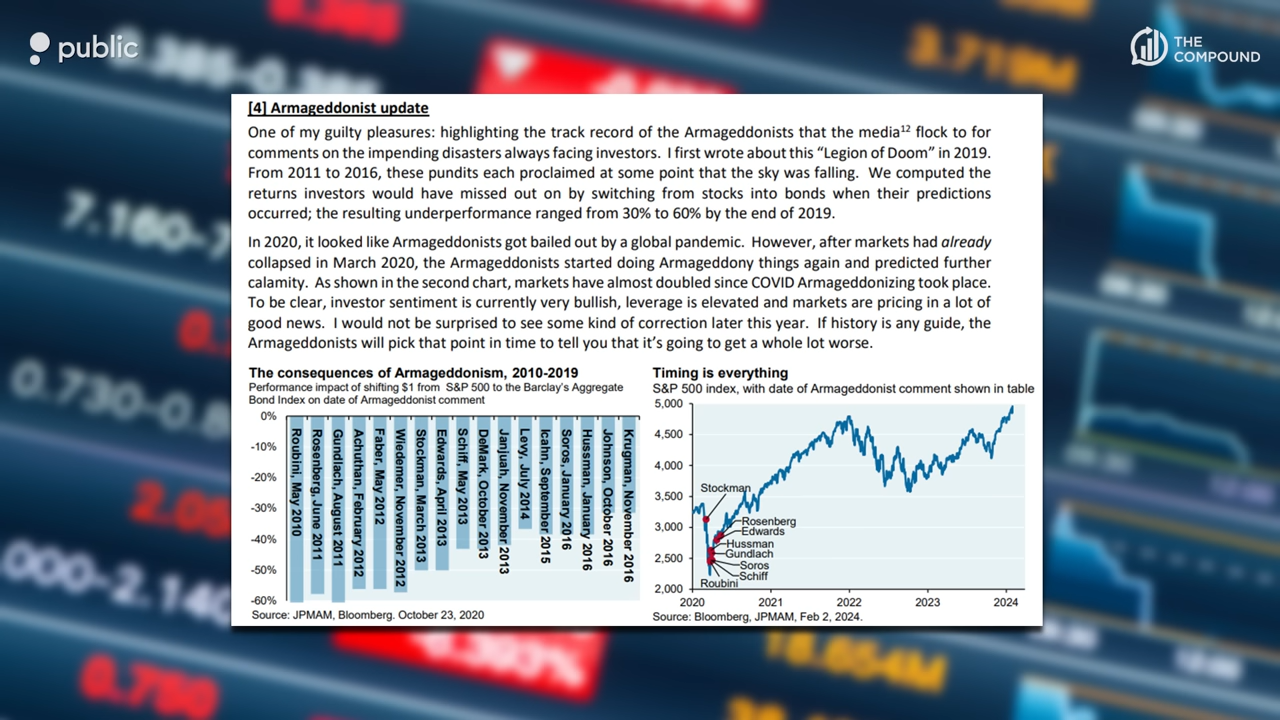 public
THE
COMPOUND
[4] Armageddonist update
One of my guilty pleasures: highlighting the track record of the Armageddonists that the media12 flock to for
comments on the impending disasters always facing investors. I first wrote about this “Legion of Doom” in 2019.
From 2011 to 2016, these pundits each proclaimed at some point that the sky was falling. We computed the
returns investors would have missed out on by switching from stocks into bonds when their predictions
occurred; the resulting underperformance ranged from 30% to 60% by the end of 2019.
In 2020, it looked like Armageddonists got bailed out by a global pandemic. However, after markets had already
collapsed in March 2020, the Armageddonists started doing Armageddony things again and predicted further
calamity. As shown in the second chart, markets have almost doubled since COVID Armageddonizing took place.
To be clear, investor sentiment is currently very bullish, leverage is elevated and markets are pricing in a lot of
good news. I would not be surprised to see some kind of correction later this year. If history is any guide, the
Armageddonists will pick that point in time to tell you that it’s going to get a whole lot worse.
The consequences of Armageddonism, 2010-2019
Performance impact of shifting $1 from S&P 500 to the Barclay’s Aggregate
Bond Index on date of Armageddonist comment
0%
-10%
-20%
-30%
-40%
-50%
-60%
Roubini, May 2010
Rosenberg, June 2011
Gundlach, August 2011
Achuthan, February 2012
Faber, May 2012
Wiedemer, November 2012
Stockman, March 2013
Edwards, April 2013
Schiff, May 2013
DeMark, October 2013
Janjuah, November 2013
Levy, July 2014
Icahn, September 2015
Soros, January 2016
Hussman, January 2016
Johnson, October 2016
Krugman, November 2016
Source: JPMAM, Bloomberg. October 23, 2020
Timing is everything
S&P 500 index, with date of Armageddonist comment shown in table
5,000
4,500
4,000
3,500
3,000
2,500
2,000
Stockman
Rosenberg
Edwards
Hussman
Gundlach
Soros
Schiff
Roubini
2020
2021
2022
2023
2024
Source: Bloomberg, JPMAM, Feb 2, 2024.
3.719M
18.654M
0.750